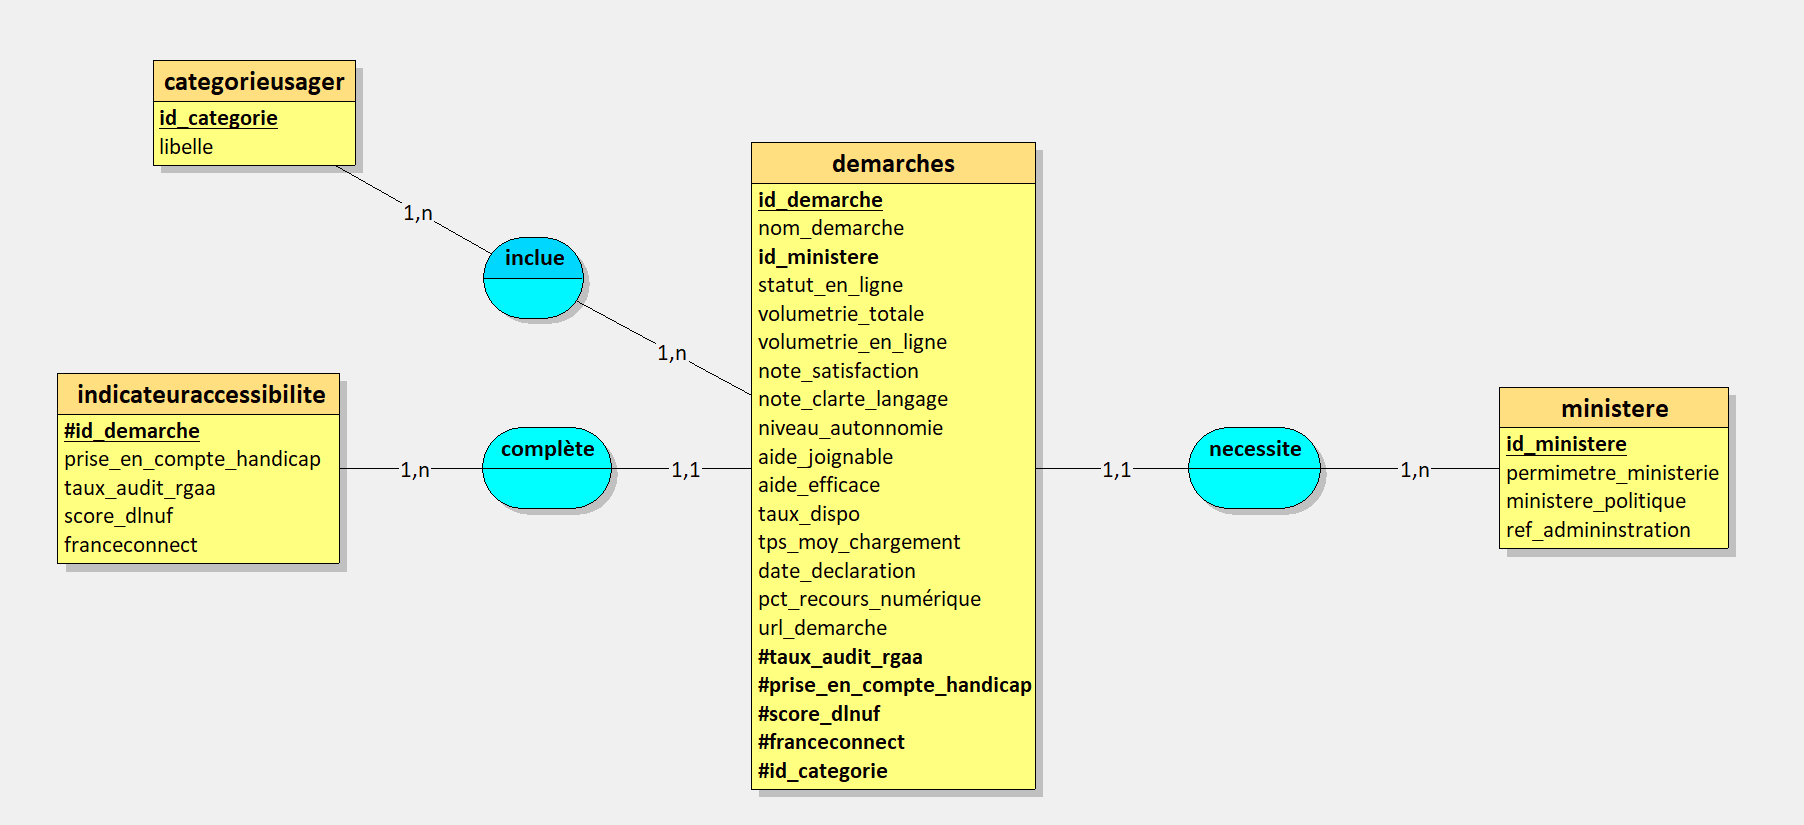 categorieusager
id_categorie
libelle
1,n
inclue
1,n
indicateuraccessibilite
#id_demarche
prise_en_compte_handicap
taux_audit_rgaa
score_dlnuf
franceconnect
1,n
complète
1,1
demarches
id_demarche
nom_demarche
id_ministere
statut_en_ligne
volumetrie_totale
volumetrie_en_ligne
note_satisfaction
note_clarte_langage
niveau_autonnomie
aide_joignable
aide_efficace
taux_dispo
tps_moy_chargement
date_declaration
pct_recours_numérique
url_demarche
#taux_audit_rgaa
#prise_en_compte_handicap
#score_dlnuf
#franceconnect
#id_categorie
1,1
necessite
1,n
ministere
id_ministere
permimetre_ministerie
ministere_politique
ref_admininstration